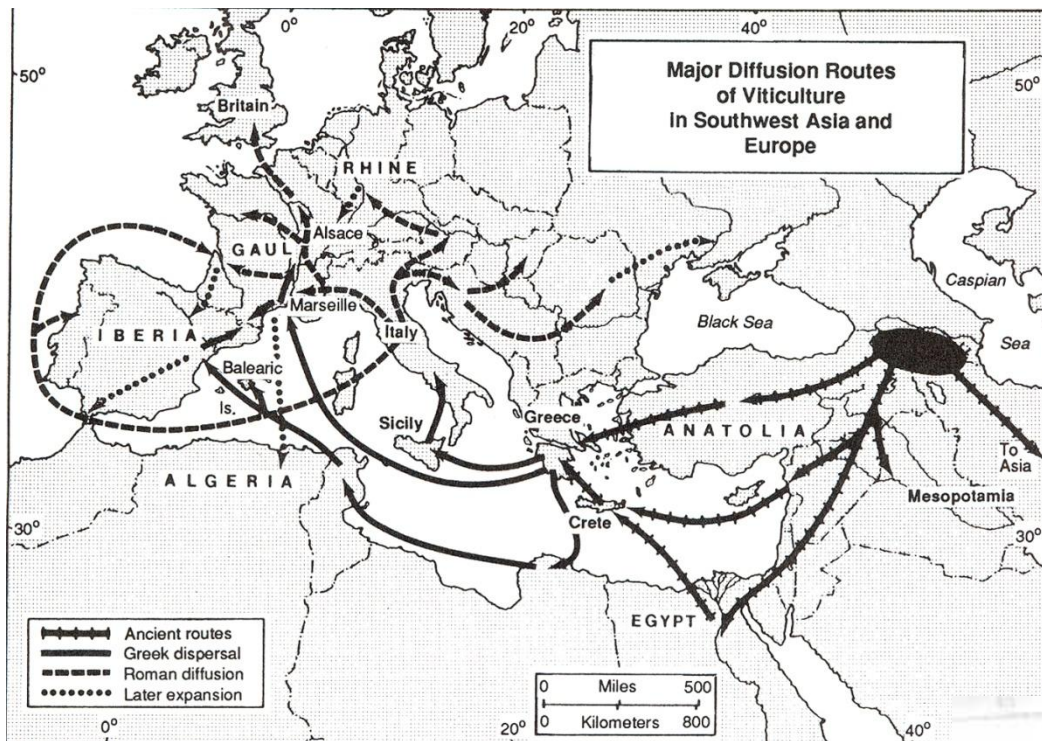 0°
20°
50°
50°
Major Diffusion Routes
of Viticulture
in Southwest Asia and
Europe
Britain
RHINE
Alsace
GAUL
Caspian
Sea
Marseille
Black Sea
IBERIA
Italy
Balearic
Is.
Sicily
Greece
ANATOLIA
To
Asia
ALGERIA
Mesopotamia
Crete
30°
30°
EGYPT
Ancient routes
Greek dispersal
Roman diffusion
Later expansion
0 Miles 500
0 Kilometers 800
0°
20°
40°